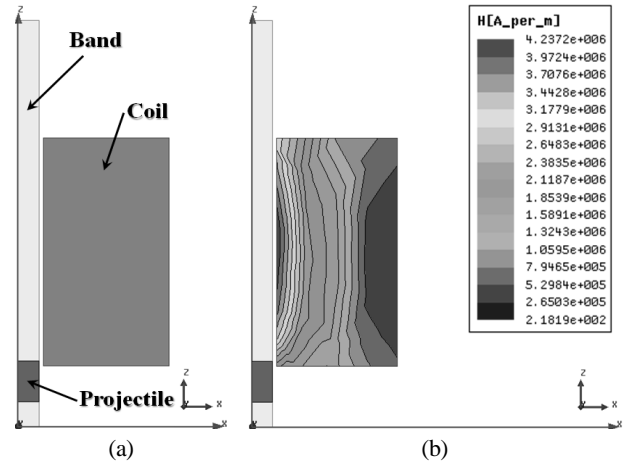 z
Band
Coil
Projectile
z
x
x
(a)
z
z
x
x
(b)
H[A_per_m]
4.2372e+006
3.9724e+006
3.7076e+006
3.4428e+006
3.1779e+006
2.9131e+006
2.6483e+006
2.3835e+006
2.1187e+006
1.8539e+006
1.5891e+006
1.3243e+006
1.0595e+006
7.9465e+005
5.2984e+005
2.6503e+005
2.1819e+002